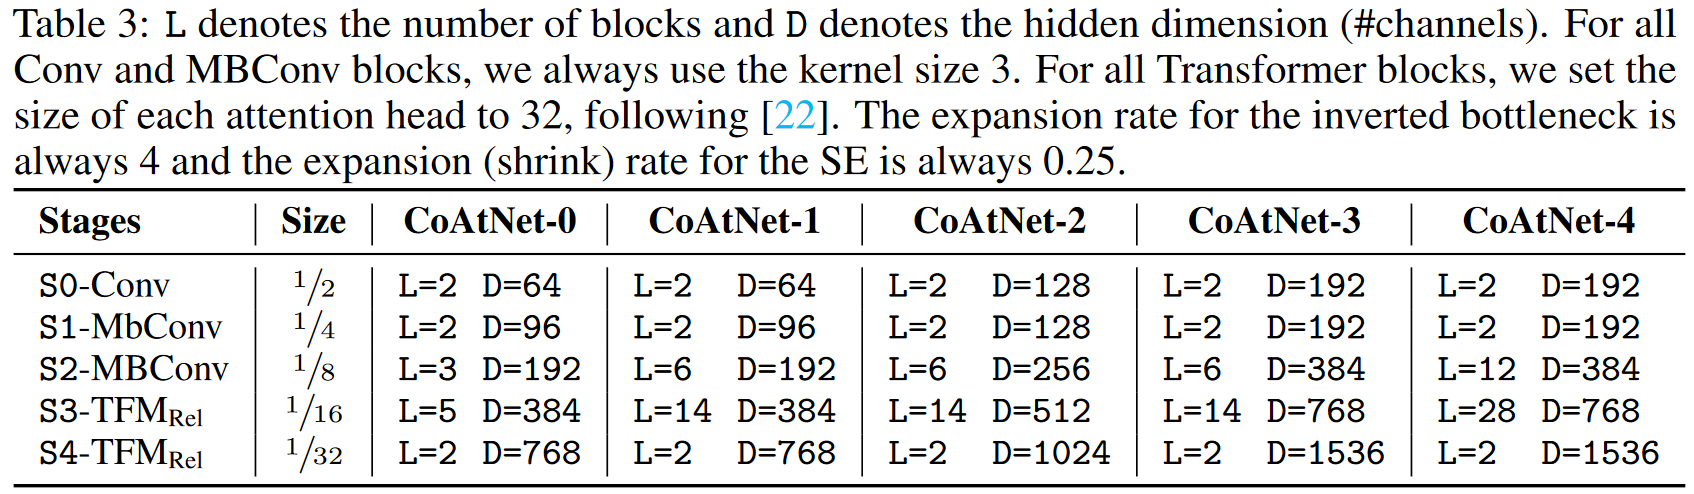 Table 3: L denotes the number of blocks and D denotes the hidden dimension (#channels). For all
Conv and MBConv blocks, we always use the kernel size 3. For all Transformer blocks, we set the
size of each attention head to 32, following [22]. The expansion rate for the inverted bottleneck is
always 4 and the expansion (shrink) rate for the SE is always 0.25.
Stages Size CoAtNet-0 CoAtNet-1 CoAtNet-2 CoAtNet-3 CoAtNet-4
S0-Conv 1/2 L=2 D=64 L=2 D=64 L=2 D=128 L=2 D=192 L=2 D=192
S1-MbConv 1/4 L=2 D=96 L=2 D=96 L=2 D=128 L=2 D=192 L=2 D=192
S2-MBConv 1/8 L=3 D=192 L=6 D=192 L=6 D=256 L=6 D=384 L=12 D=384
S3-TFMRel 1/16 L=5 D=384 L=14 D=384 L=14 D=512 L=14 D=768 L=28 D=768
S4-TFMRel 1/32 L=2 D=768 L=2 D=768 L=2 D=1024 L=2 D=1536 L=2 D=1536